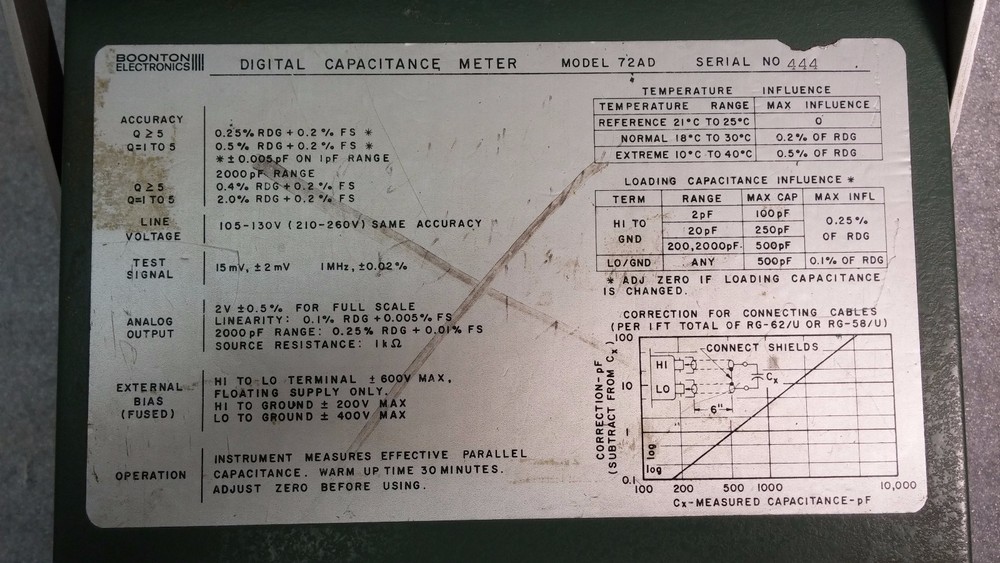 BOONTON
ELECTRONICS
DIGITAL CAPACITANCE METER MODEL 72AD SERIAL NO 444
ACCURACY
Q ≥ 5 0.25% RDG + 0.2 % FS *
Q=1 TO 5 0.5% RDG + 0.2 % FS *
* ± 0.005 pF ON 1pF RANGE
2000 pF RANGE
Q ≥ 5 0.4% RDG + 0.2 % FS
Q=1 TO 5 2.0% RDG + 0.2 % FS
LINE
VOLTAGE
105-130V (210-260V) SAME ACCURACY
TEST
SIGNAL
15 mV, ± 2 mV 1MHz, ±0.02%
ANALOG
OUTPUT
2V ±0.5% FOR FULL SCALE
LINEARITY: 0.1% RDG + 0.005% FS
2000 pF RANGE: 0.25% RDG + 0.01% FS
SOURCE RESISTANCE: 1kΩ
EXTERNAL
BIAS
(FUSED)
HI TO LO TERMINAL ± 600V MAX,
FLOATING SUPPLY ONLY.
HI TO GROUND ± 200V MAX
LO TO GROUND ± 400V MAX
OPERATION
INSTRUMENT MEASURES EFFECTIVE PARALLEL
CAPACITANCE. WARM UP TIME 30 MINUTES.
ADJUST ZERO BEFORE USING.
TEMPERATURE INFLUENCE
TEMPERATURE RANGE MAX INFLUENCE
REFERENCE 21°C TO 25°C 0
NORMAL 18°C TO 30°C 0.2% OF RDG
EXTREME 10°C TO 40°C 0.5% OF RDG
LOADING CAPACITANCE INFLUENCE *
TERM RANGE MAX CAP MAX INFL
HI TO
GND
2pF 100pF
20pF 250pF
200,2000pF 500pF
0.25%
OF RDG
LO/GND ANY 500pF 0.1% OF RDG
* ADJ ZERO IF LOADING CAPACITANCE
IS CHANGED.
CORRECTION FOR CONNECTING CABLES
(PER 1FT TOTAL OF RG-62/U OR RG-58/U)
CORRECTION-pF
(SUBTRACT FROM Cx)
100
10
1
0.1
CONNECT SHIELDS
HI
LO
Cx
6"
log
log
100 200 500 1000 10,000
Cx-MEASURED CAPACITANCE-pF